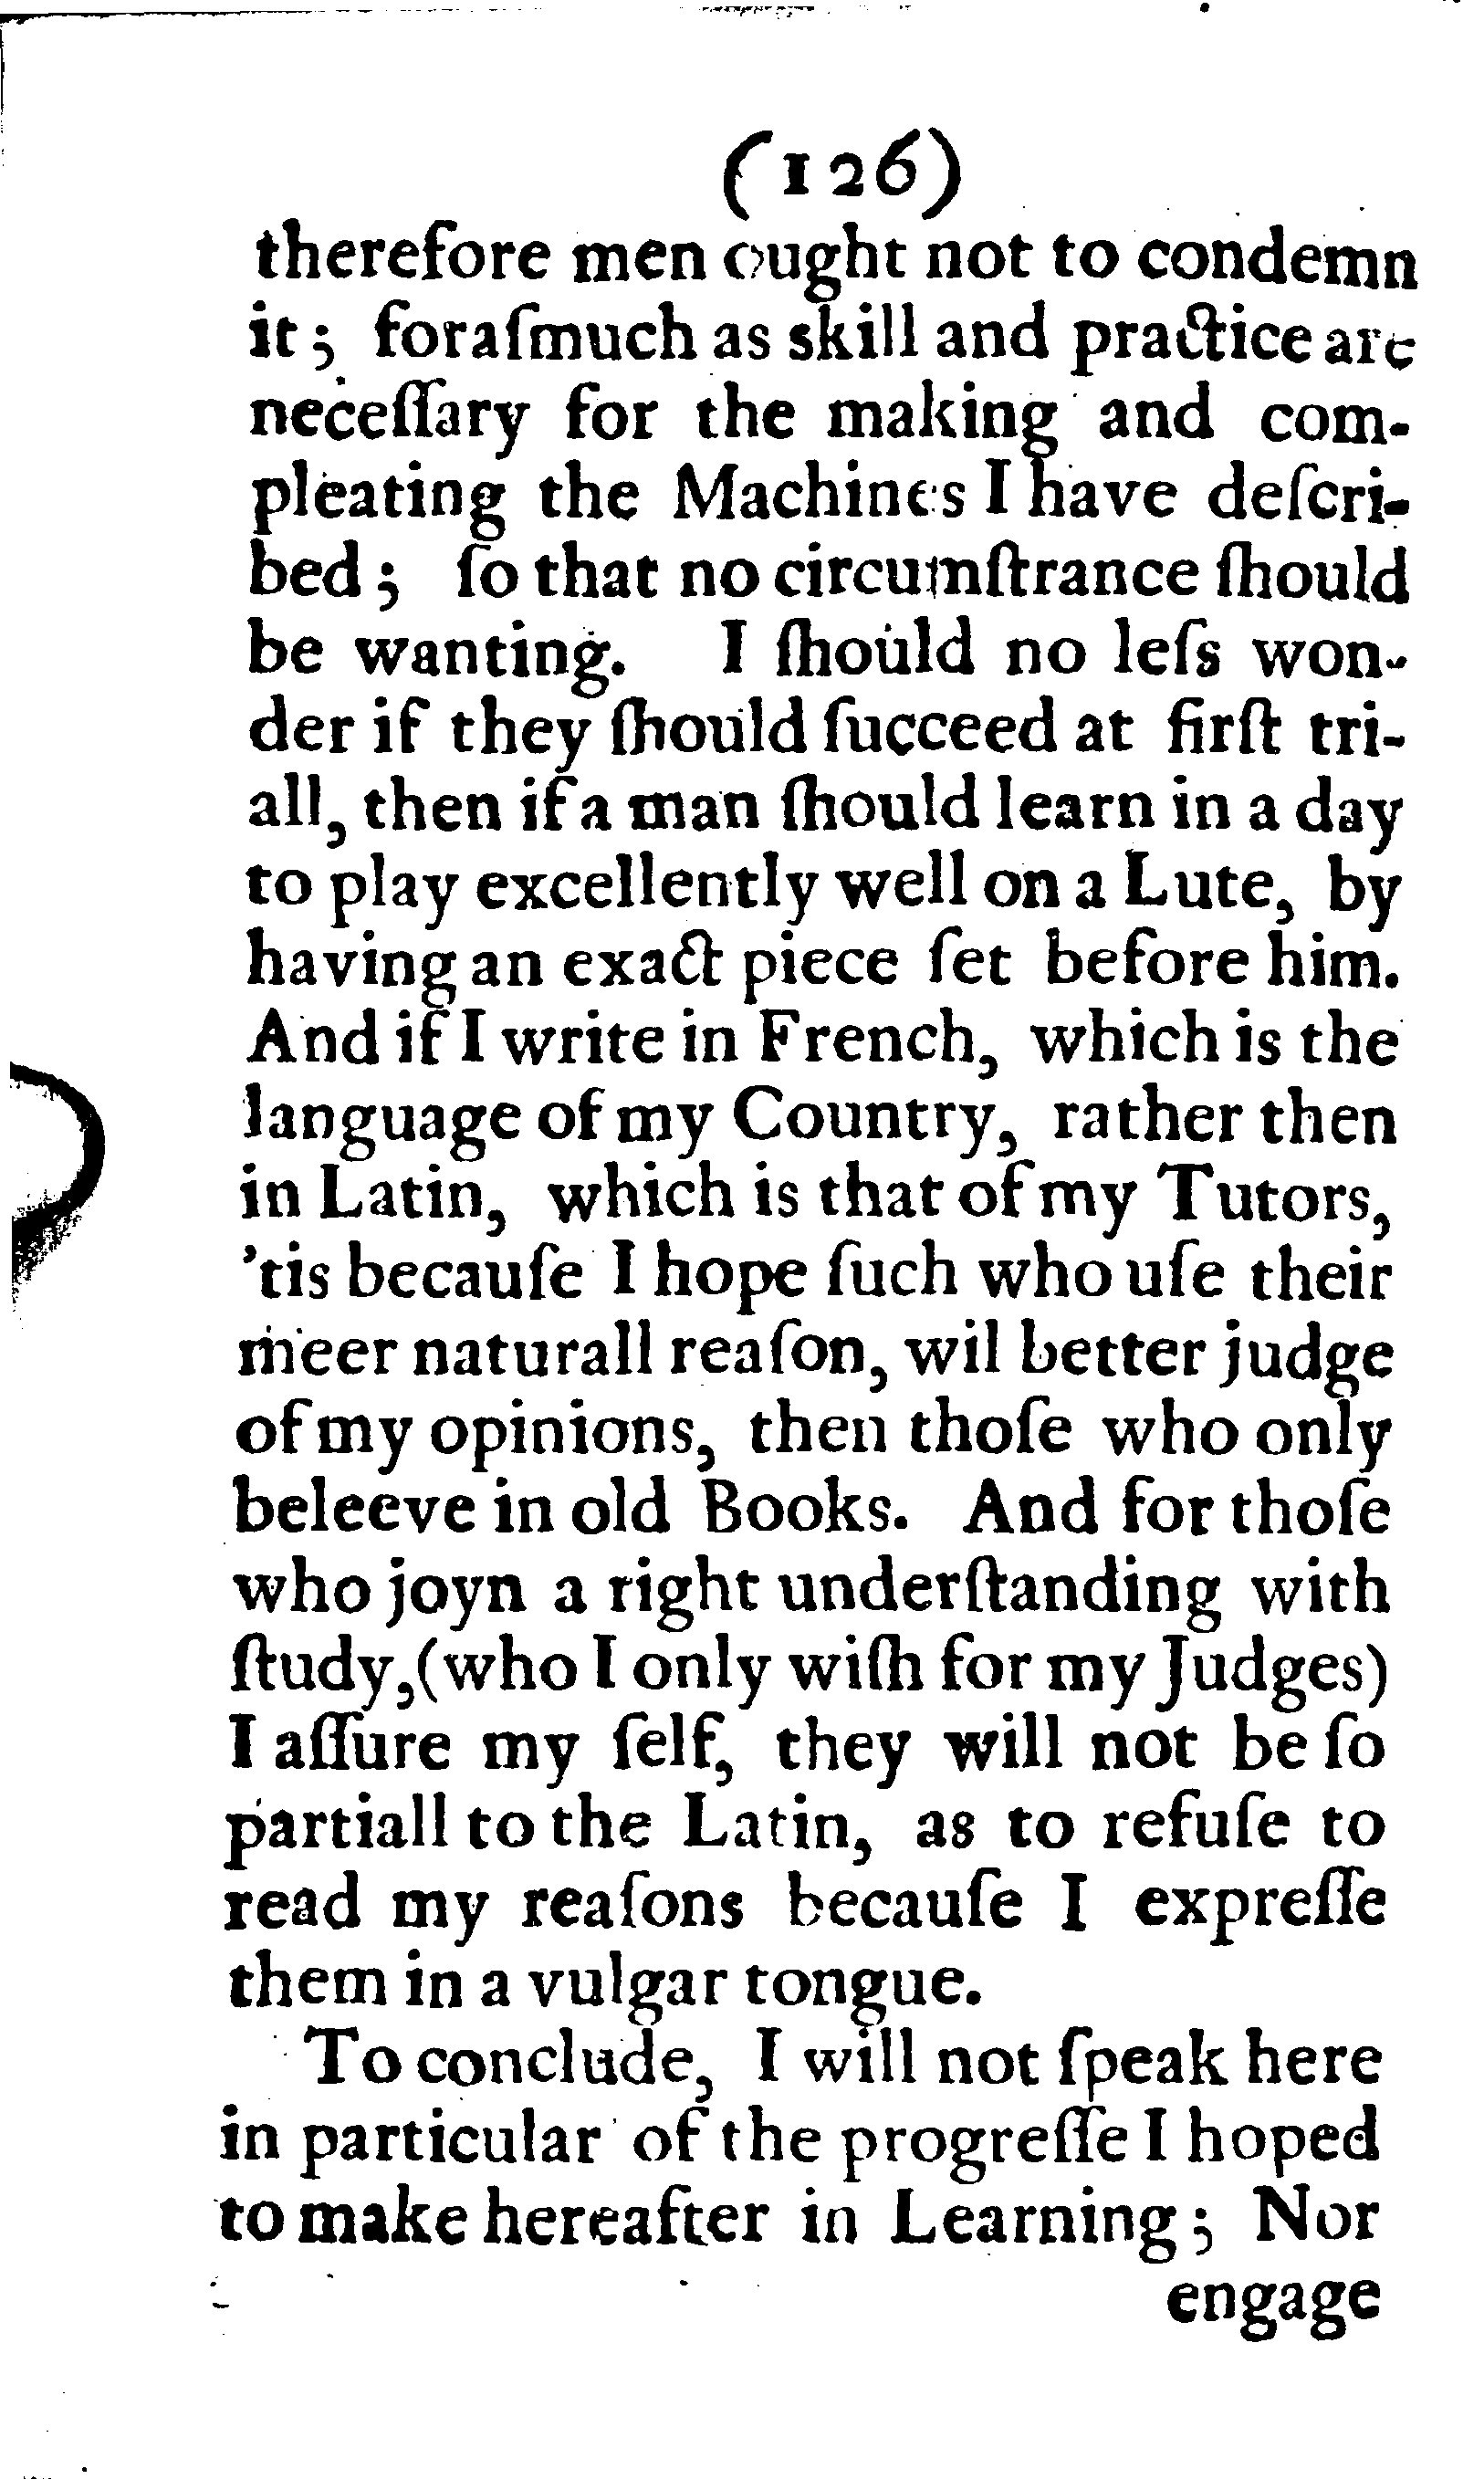 (126)
therefore men ought not to condemn
it; foraſmuch as skill and practice are
neceſſary for the making and com-
pleating the Machines I have deſcri-
bed; ſo that no circumſtrance ſhould
be wanting. I ſhould no leſs won-
der if they ſhould ſucceed at firſt tri-
all, then if a man ſhould learn in a day
to play excellently well on a Lute, by
having an exact piece ſet before him.
And if I write in French, which is the
language of my Country, rather then
in Latin, which is that of my Tutors,
'tis becauſe I hope ſuch who uſe their
meer naturall reaſon, wil better judge
of my opinions, then thoſe who only
beleeve in old Books. And for thoſe
who joyn a right underſtanding with
ſtudy,(who I only wiſh for my Judges)
I aſſure my ſelf, they will not be ſo
partiall to the Latin, as to refuſe to
read my reaſons becauſe I expreſſe
them in a vulgar tongue.
To conclude, I will not ſpeak here
in particular of the progreſſe I hoped
to make hereafter in Learning; Nor
engage